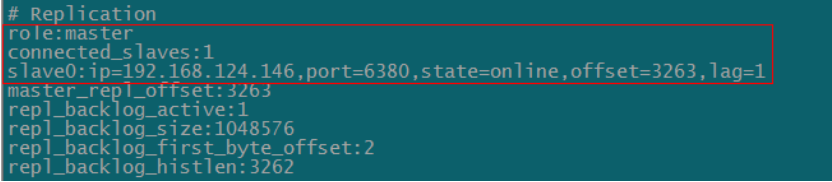 # Replication
role:master
connected_slaves:1
slave0:ip=192.168.124.146,port=6380,state=online,offset=3263,lag=1
master_repl_offset:3263
repl_backlog_active:1
repl_backlog_size:1048576
repl_backlog_first_byte_offset:2
repl_backlog_histlen:3262